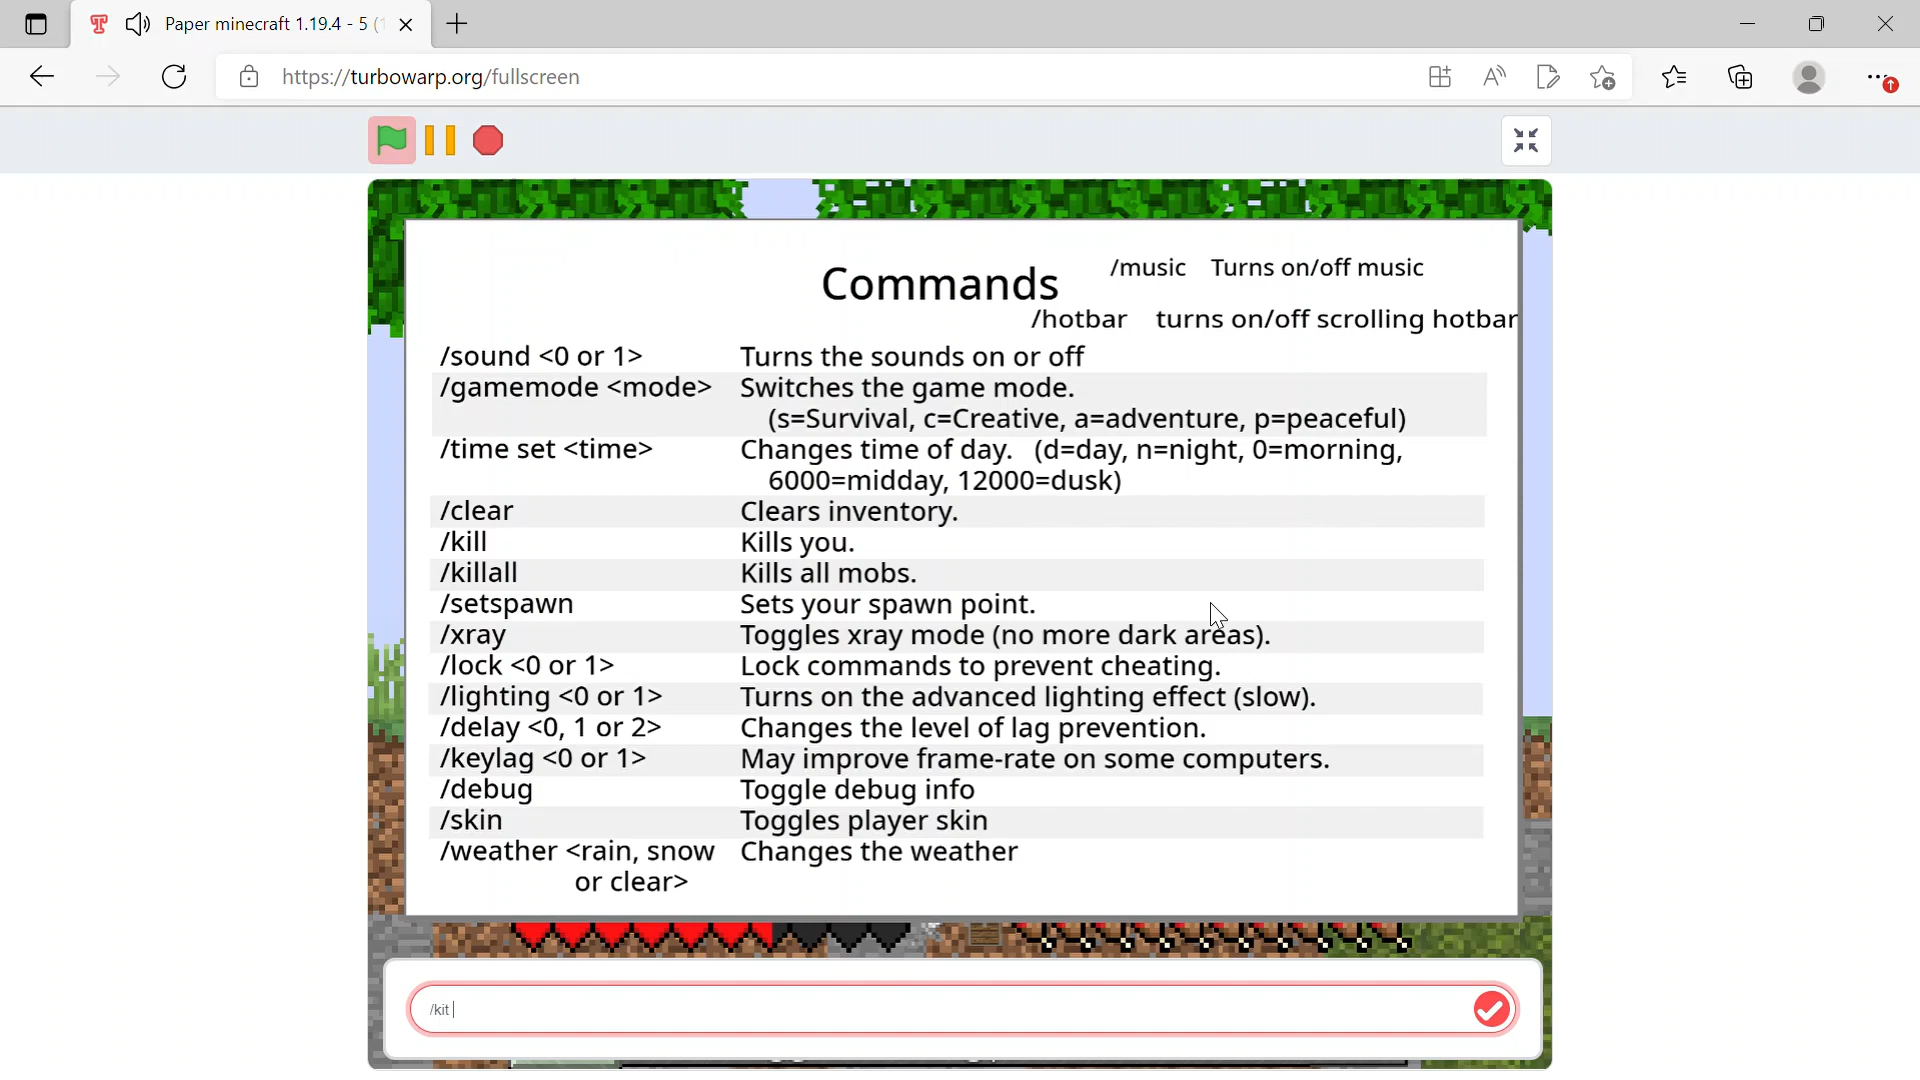 Paper minecraft 1.19.4 - 5 (
https://turbowarp.org/fullscreen
Commands
/music Turns on/off music
/hotbar turns on/off scrolling hotbar
/sound <0 or 1> Turns the sounds on or off
/gamemode <mode> Switches the game mode.
(s=Survival, c=Creative, a=adventure, p=peaceful)
/time set <time> Changes time of day. (d=day, n=night, 0=morning,
6000=midday, 12000=dusk)
/clear Clears inventory.
/kill Kills you.
/killall Kills all mobs.
/setspawn Sets your spawn point.
/xray Toggles xray mode (no more dark areas).
/lock <0 or 1> Lock commands to prevent cheating.
/lighting <0 or 1> Turns on the advanced lighting effect (slow).
/delay <0, 1 or 2> Changes the level of lag prevention.
/keylag <0 or 1> May improve frame-rate on some computers.
/debug Toggle debug info
/skin Toggles player skin
/weather <rain, snow Changes the weather
or clear>
/kit